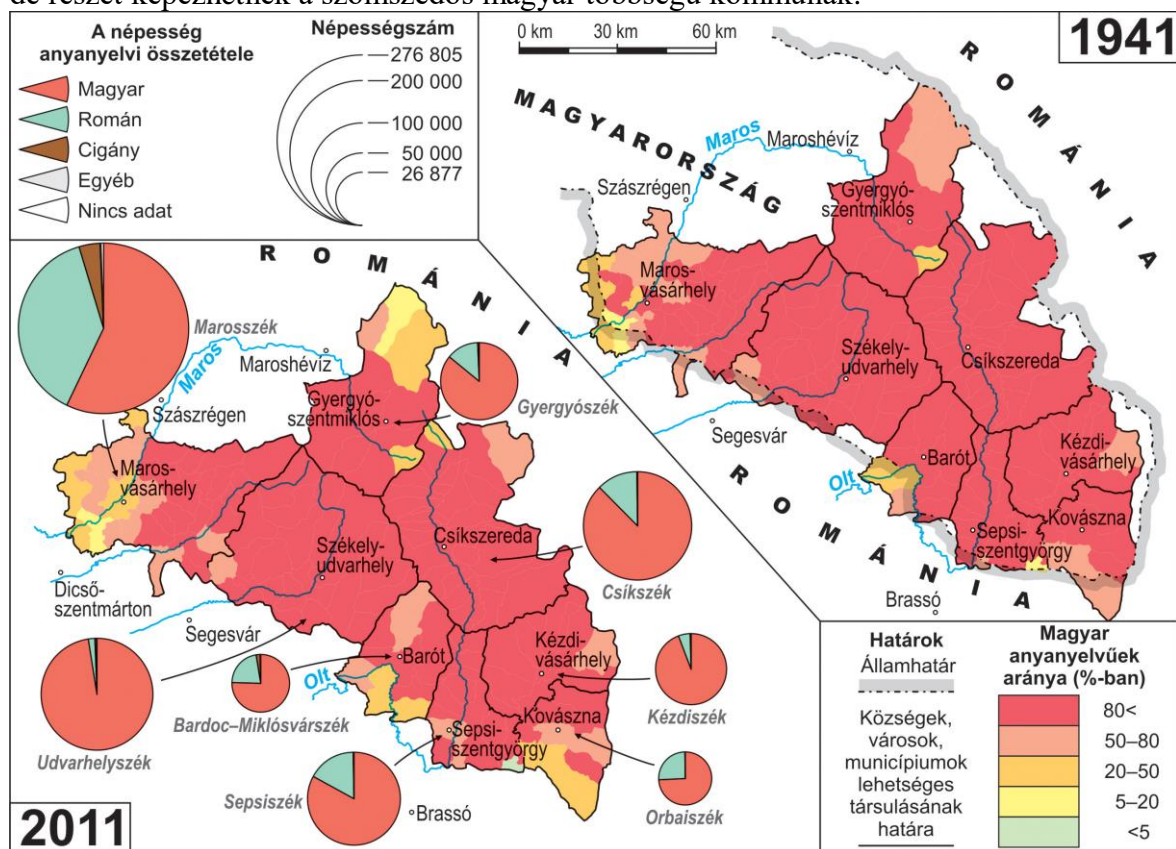 de részét képezhetnék a szomszédos magyar többségű kommunák.
A népesség
anyanyelvi összetétele
Magyar
Román
Cigány
Egyéb
Nincs adat
Népességszám
276 805
200 000
100 000
50 000
26 877
0 km 30 km 60 km
1941
ROMÁNIA
MAGYARORSZÁG
Maros
Maroshévíz
Szászrégen
Gyergyó-
szentmiklós
Maros-
vásárhely
Székely-
udvarhely
Csíkszereda
Segesvár
Barót
Kézdi-
vásárhely
Olt
Kovászna
Sepsi-
szentgyörgy
ROMÁNIA
Brassó
ROMÁNIA
Marosszék
Maros
Maroshévíz
Szászrégen
Gyergyó-
szentmiklós
Gyergyószék
Maros-
vásárhely
Csíkszereda
Székely-
udvarhely
Csíkszék
Dicső-
szentmárton
Segesvár
Barót
Kézdi-
vásárhely
Olt
Bardoc–Miklósvárszék
Kovászna
Kézdiszék
Sepsi-
szentgyörgy
Udvarhelyszék
Sepsiszék
Brassó
Orbaiszék
2011
Határok
Államhatár
Községek,
városok,
municípiumok
lehetséges
társulásának
határa
Magyar
anyanyelvűek
aránya (%-ban)
80<
50–80
20–50
5–20
<5